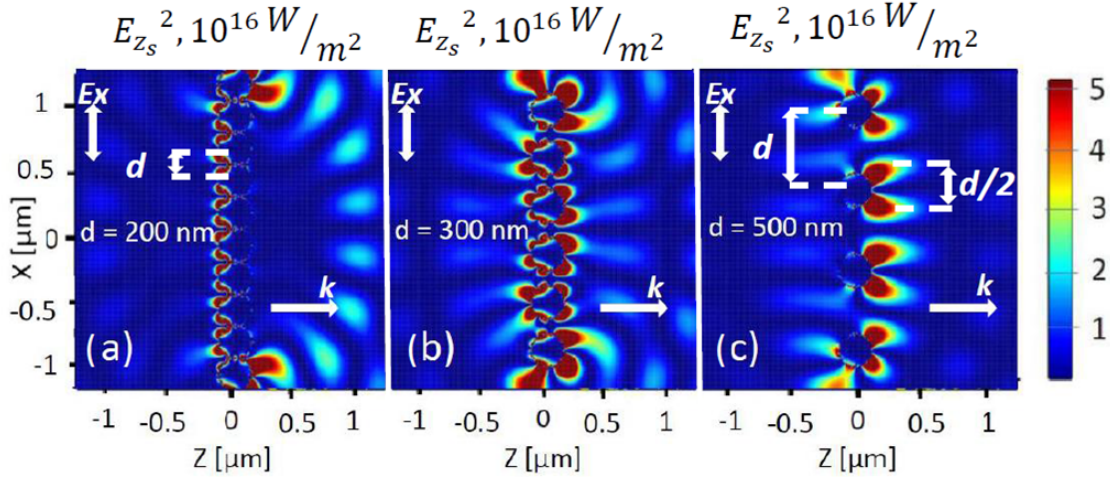 E_{z_s}^2, 10^{16} W/m^2
E_{z_s}^2, 10^{16} W/m^2
E_{z_s}^2, 10^{16} W/m^2
X [μm]
1
0.5
0
-0.5
-1
Ex
d
d = 200 nm
k
(a)
-1
-0.5
0
0.5
1
Z [μm]
Ex
d = 300 nm
k
(b)
-1
-0.5
0
0.5
1
Z [μm]
Ex
d
d/2
d = 500 nm
k
(c)
-1
-0.5
0
0.5
1
Z [μm]
5
4
3
2
1